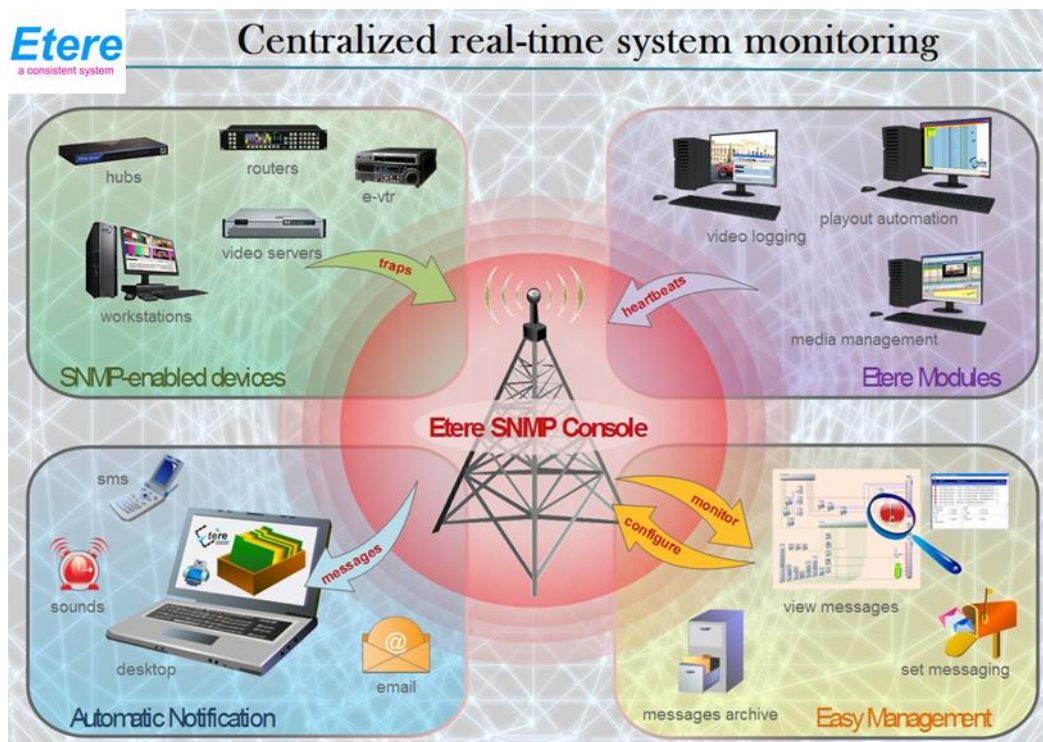 Etere
a consistent system
Centralized real-time system monitoring
hubs
routers
e-vtr
video servers
workstations
traps
SNMP-enabled devices
video logging
playout automation
media management
heartbeats
Etere Modules
Etere SNMP Console
sms
sounds
desktop
Etere
email
messages
Automatic Notification
monitor
configure
view messages
set messaging
messages archive
Easy Management